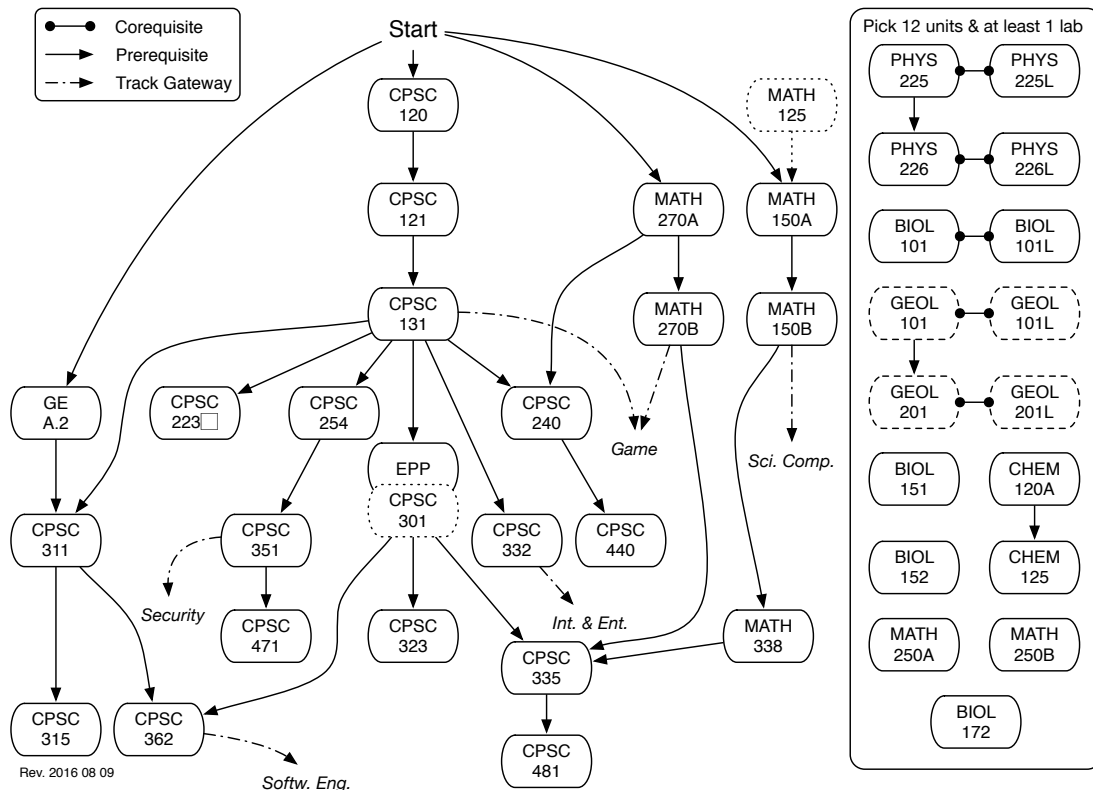 Corequisite
Prerequisite
Track Gateway
Start
CPSC
120
MATH
125
CPSC
121
MATH
270A
MATH
150A
CPSC
131
MATH
270B
MATH
150B
GE
A.2
CPSC
223□
CPSC
254
CPSC
240
Game
Sci. Comp.
EPP
CPSC
301
CPSC
311
CPSC
351
CPSC
332
CPSC
440
Security
Int. & Ent.
CPSC
471
CPSC
323
CPSC
335
MATH
338
CPSC
315
CPSC
362
CPSC
481
Softw. Eng.
Rev. 2016 08 09
Pick 12 units & at least 1 lab
PHYS
225
PHYS
225L
PHYS
226
PHYS
226L
BIOL
101
BIOL
101L
GEOL
101
GEOL
101L
GEOL
201
GEOL
201L
BIOL
151
CHEM
120A
BIOL
152
CHEM
125
MATH
250A
MATH
250B
BIOL
172